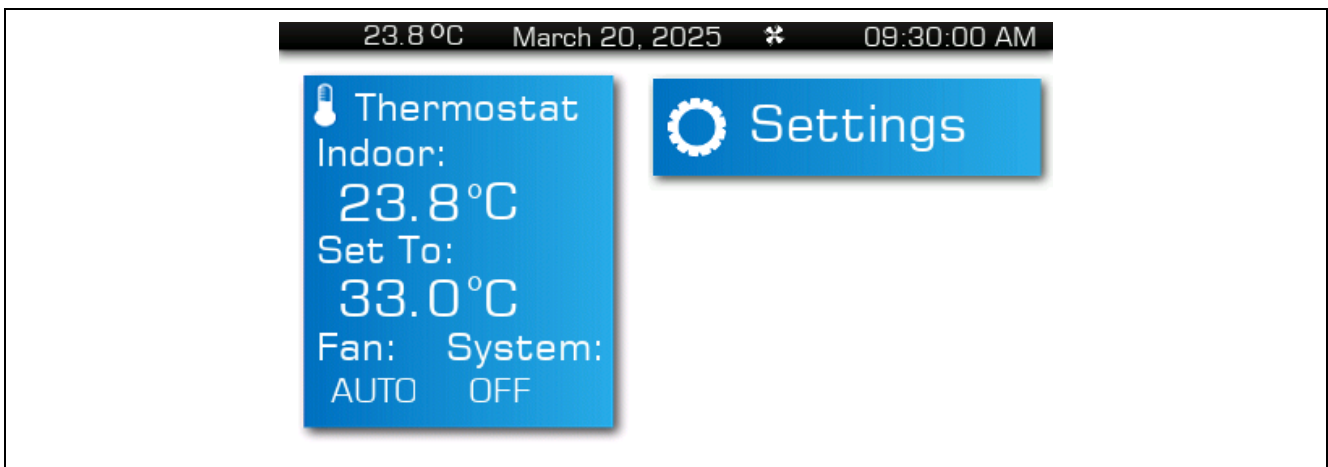 23.8 ºC March 20, 2025 09:30:00 AM
Thermostat
Indoor:
23.8°C
Set To:
33.0°C
Fan: System:
AUTO OFF
Settings